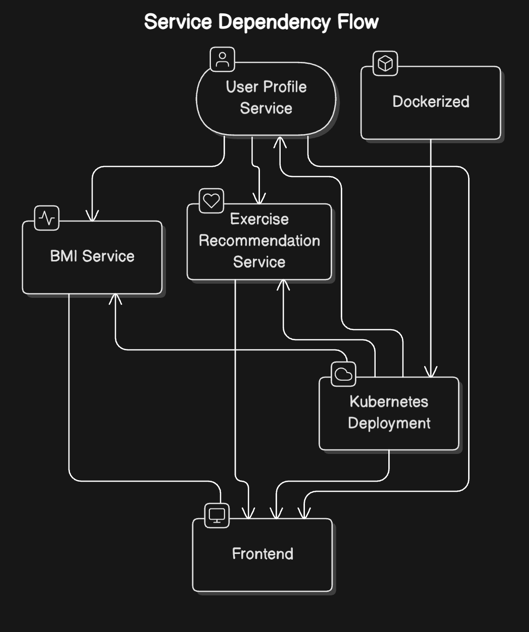 Service Dependency Flow
User Profile
Service
Dockerized
Exercise
Recommendation
Service
BMI Service
Kubernetes
Deployment
Frontend